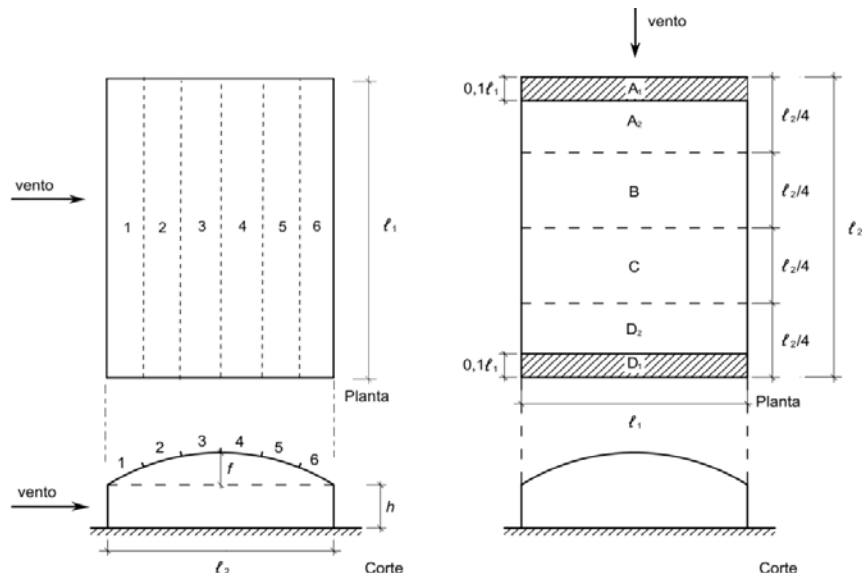 vento
1 2 3 4 5 6
ℓ₁
Planta
1 2 3 4 5 6
f
vento
h
ℓ₂
Corte
vento
0,1ℓ₁
A₁
A₂
B
C
D₂
D₁
0,1ℓ₁
ℓ₂/4
ℓ₂/4
ℓ₂/4
ℓ₂/4
ℓ₂
Planta
ℓ₁
Corte